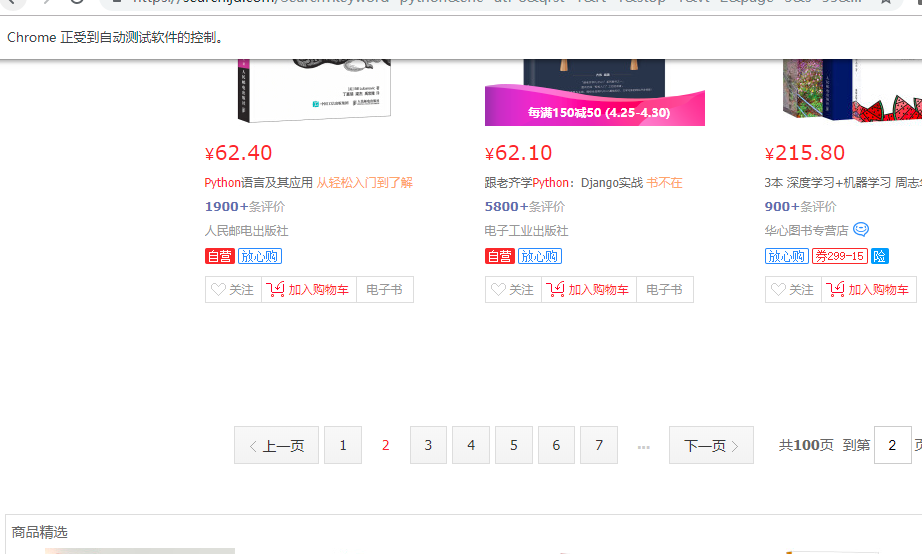 Chrome 正受到自动测试软件的控制。
人民邮电出版社
每满150减50 (4.25-4.30)
¥62.40
¥62.10
¥215.80
Python语言及其应用 从轻松入门到了解
跟老齐学Python：Django实战 书不在
3本 深度学习+机器学习 周志
1900+条评价
5800+条评价
900+条评价
人民邮电出版社
电子工业出版社
华心图书专营店
自营 放心购
自营 放心购
放心购 券299-15 险
关注 加入购物车 电子书
关注 加入购物车 电子书
关注 加入购物车
上一页 1 2 3 4 5 6 7 ... 下一页 共100页 到第 2 页
商品精选